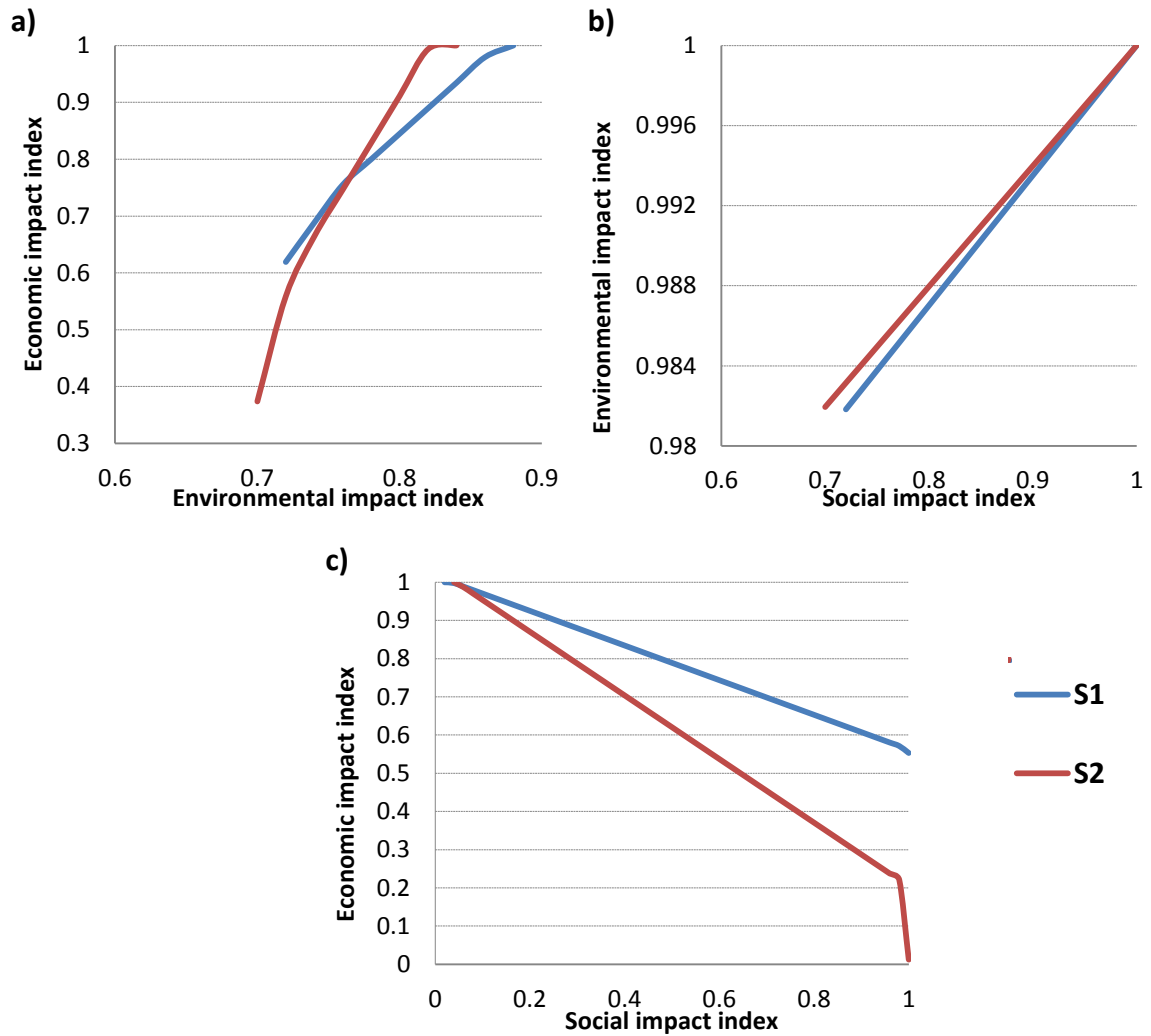 a)
1
0.9
0.8
0.7
0.6
0.5
0.4
0.3
Economic impact index
0.6 0.7 0.8 0.9
Environmental impact index
b)
1
0.996
0.992
0.988
0.984
0.98
Environmental impact index
0.6 0.7 0.8 0.9 1
Social impact index
c)
1
0.9
0.8
0.7
0.6
0.5
0.4
0.3
0.2
0.1
0
Economic impact index
0 0.2 0.4 0.6 0.8 1
Social impact index
S1
S2